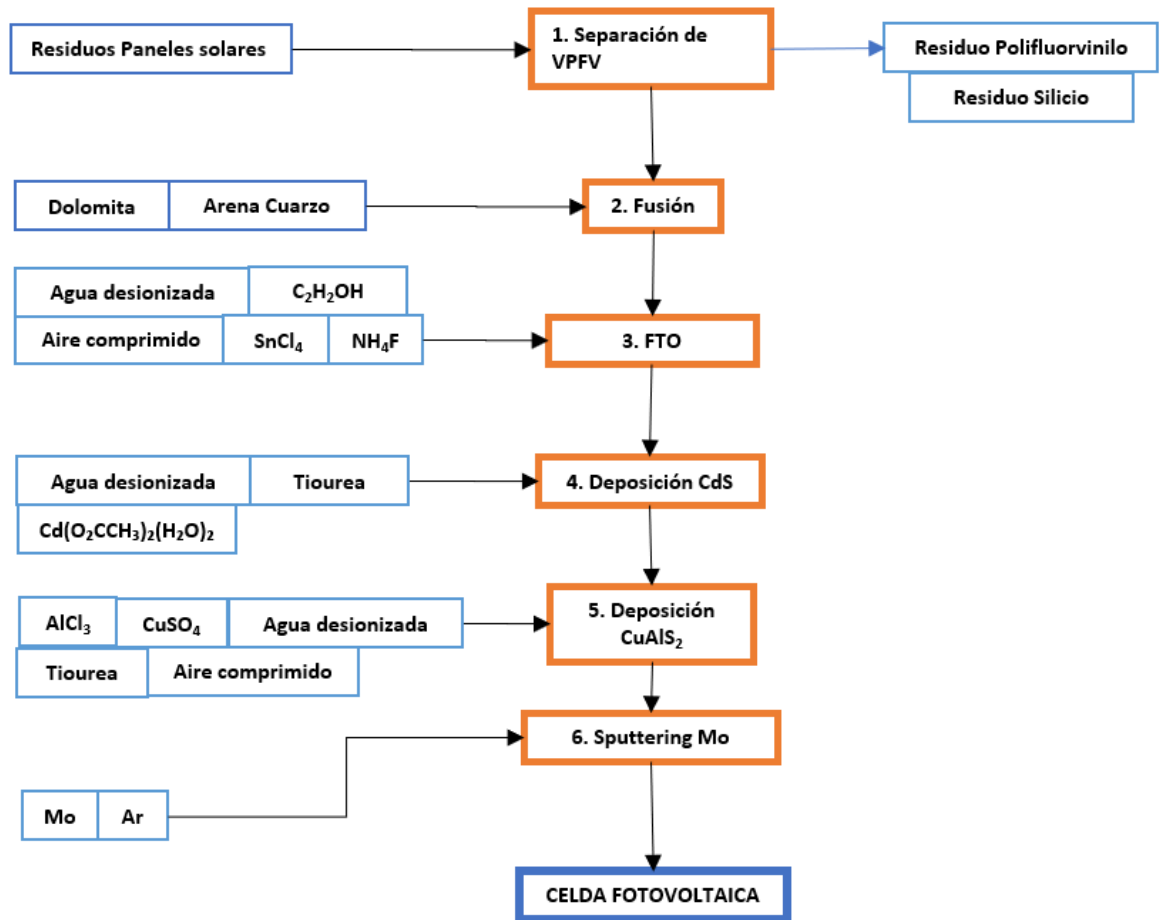 Residuos Paneles solares
1. Separación de
VPFV
Residuo Polifluorvinilo
Residuo Silicio
Dolomita
Arena Cuarzo
2. Fusión
Agua desionizada
C₂H₂OH
Aire comprimido
SnCl₄
NH₄F
3. FTO
Agua desionizada
Tiourea
4. Deposición CdS
Cd(O₂CCH₃)₂(H₂O)₂
AlCl₃
CuSO₄
Agua desionizada
5. Deposición
CuAlS₂
Tiourea
Aire comprimido
6. Sputtering Mo
Mo
Ar
CELDA FOTOVOLTAICA